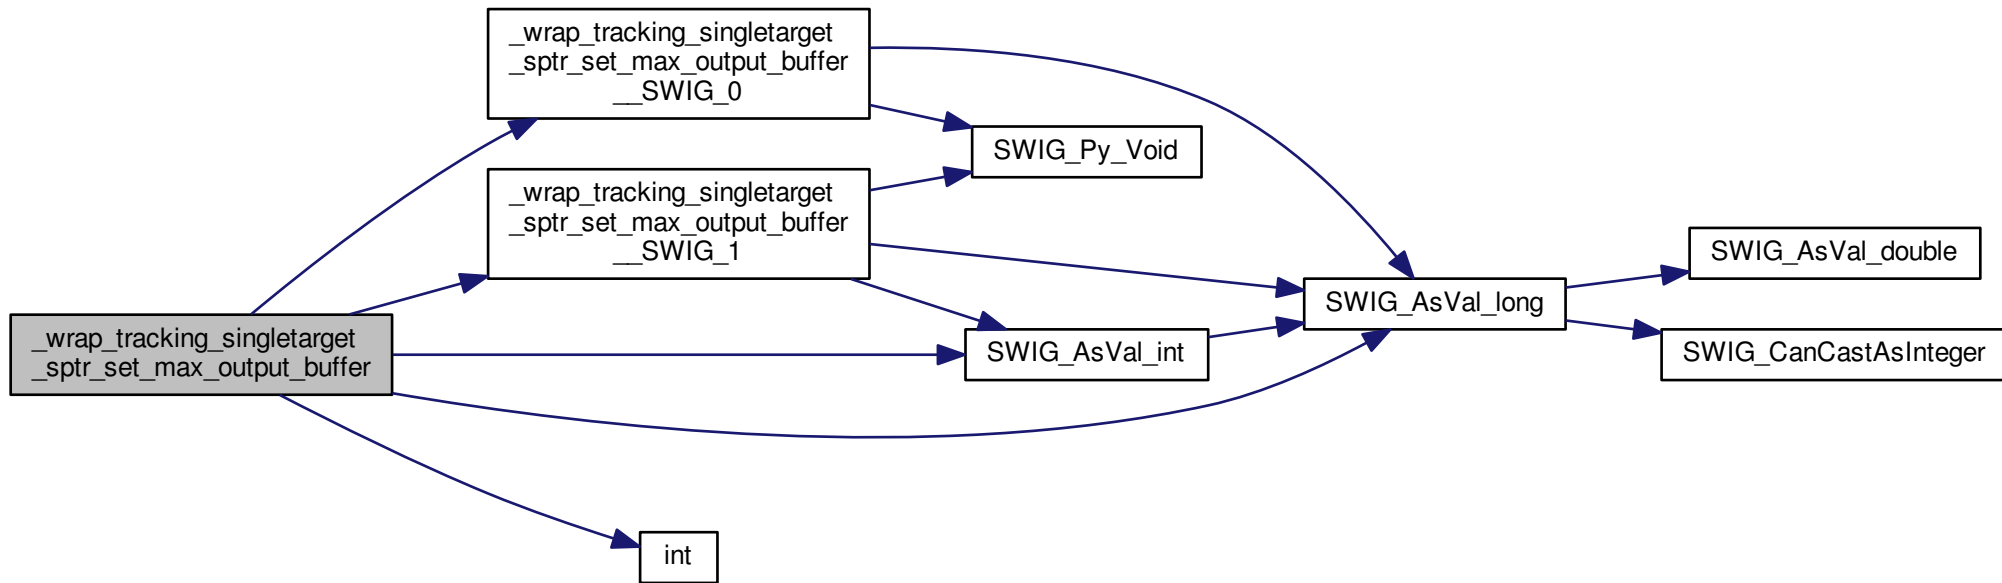 _wrap_tracking_singletarget
_sptr_set_max_output_buffer
__SWIG_0
SWIG_Py_Void
_wrap_tracking_singletarget
_sptr_set_max_output_buffer
__SWIG_1
SWIG_AsVal_double
SWIG_AsVal_long
_wrap_tracking_singletarget
_sptr_set_max_output_buffer
SWIG_AsVal_int
SWIG_CanCastAsInteger
int